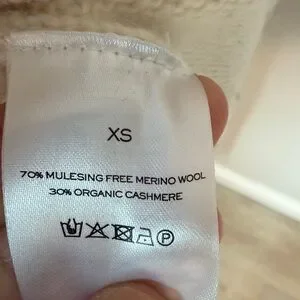 XS
70% MULESING FREE MERINO WOOL
30% ORGANIC CASHMERE
P